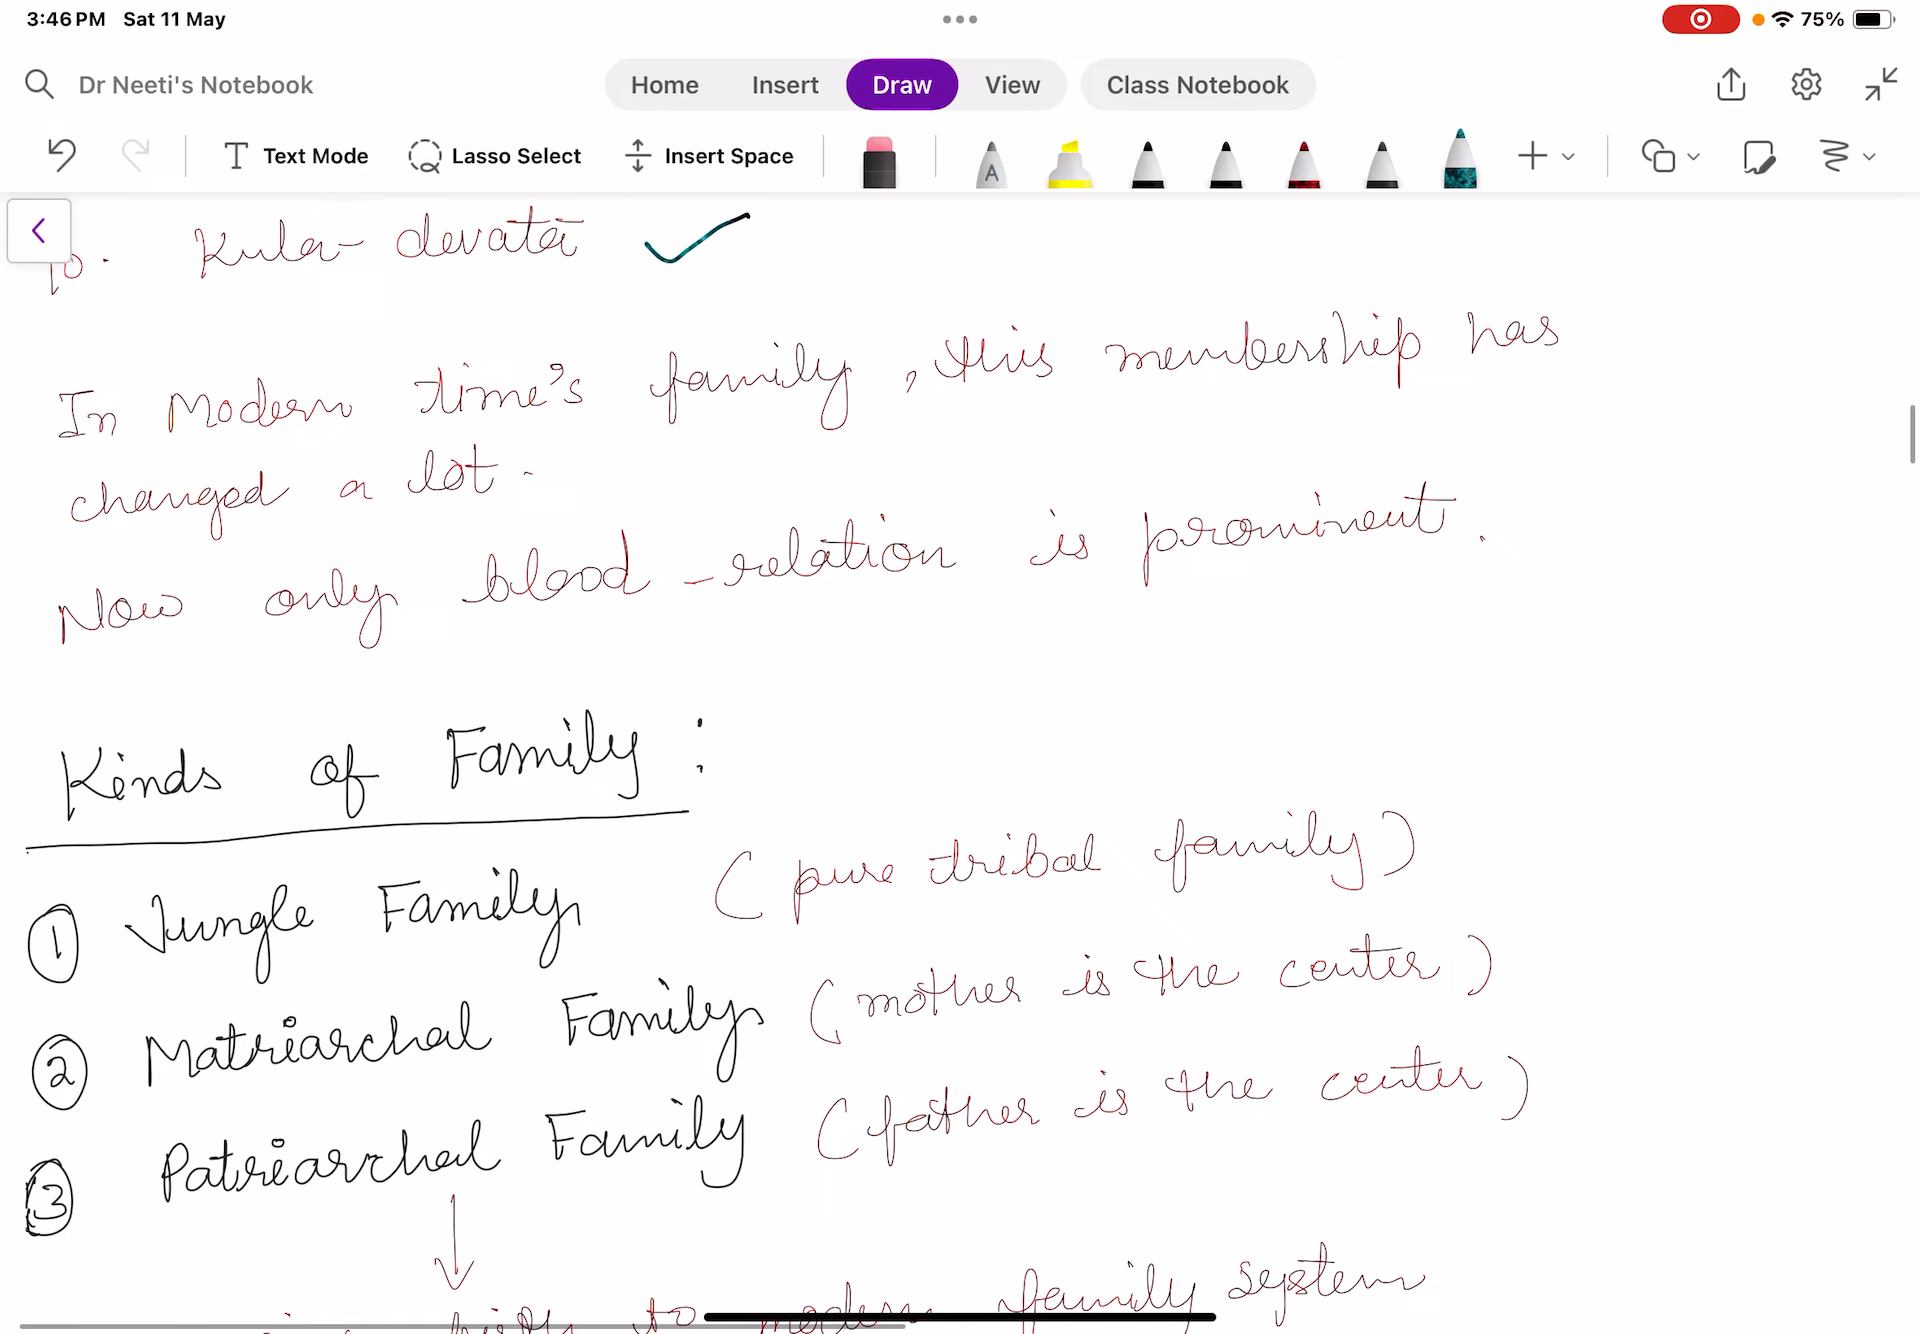 3:46 PM Sat 11 May
75%
Dr Neeti's Notebook
Home Insert Draw View Class Notebook
Text Mode Lasso Select Insert Space
A
10. Kula-devatā
In Modern time's family, this membership has
changed a lot.
Now only blood-relation is prominent.
Kinds of Family:
① Jungle Family (pure tribal family)
② Matriarchal Family (mother is the center)
③ Patriarchal Family (father is the center)
to modern family system